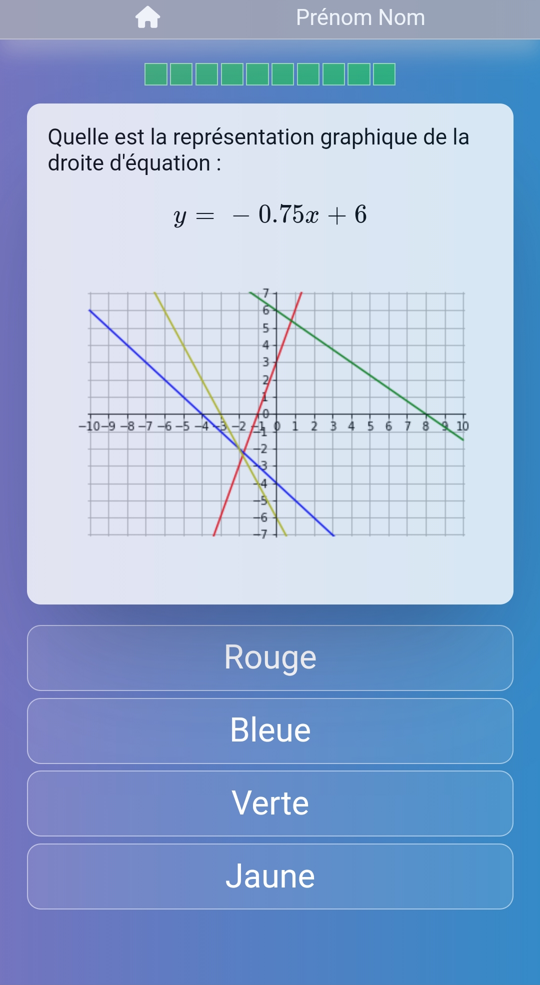 Prénom Nom
Quelle est la représentation graphique de la
droite d'équation :
y = − 0.75x + 6
7
6
5
4
3
2
1
0
−10 −9 −8 −7 −6 −5 −4 −3 −2 −1 0 1 2 3 4 5 6 7 8 9 10
−1
−2
−3
−4
−5
−6
−7
Rouge
Bleue
Verte
Jaune